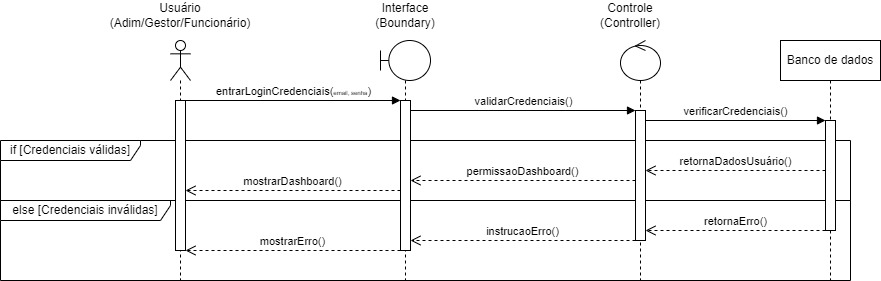 Usuário
(Adim/Gestor/Funcionário)
Interface
(Boundary)
Controle
(Controller)
Banco de dados
entrarLoginCredenciais(email, senha)
validarCredenciais()
verificarCredenciais()
if [Credenciais válidas]
retornaDadosUsuário()
permissaoDashboard()
mostrarDashboard()
else [Credenciais inválidas]
retornaErro()
instrucaoErro()
mostrarErro()